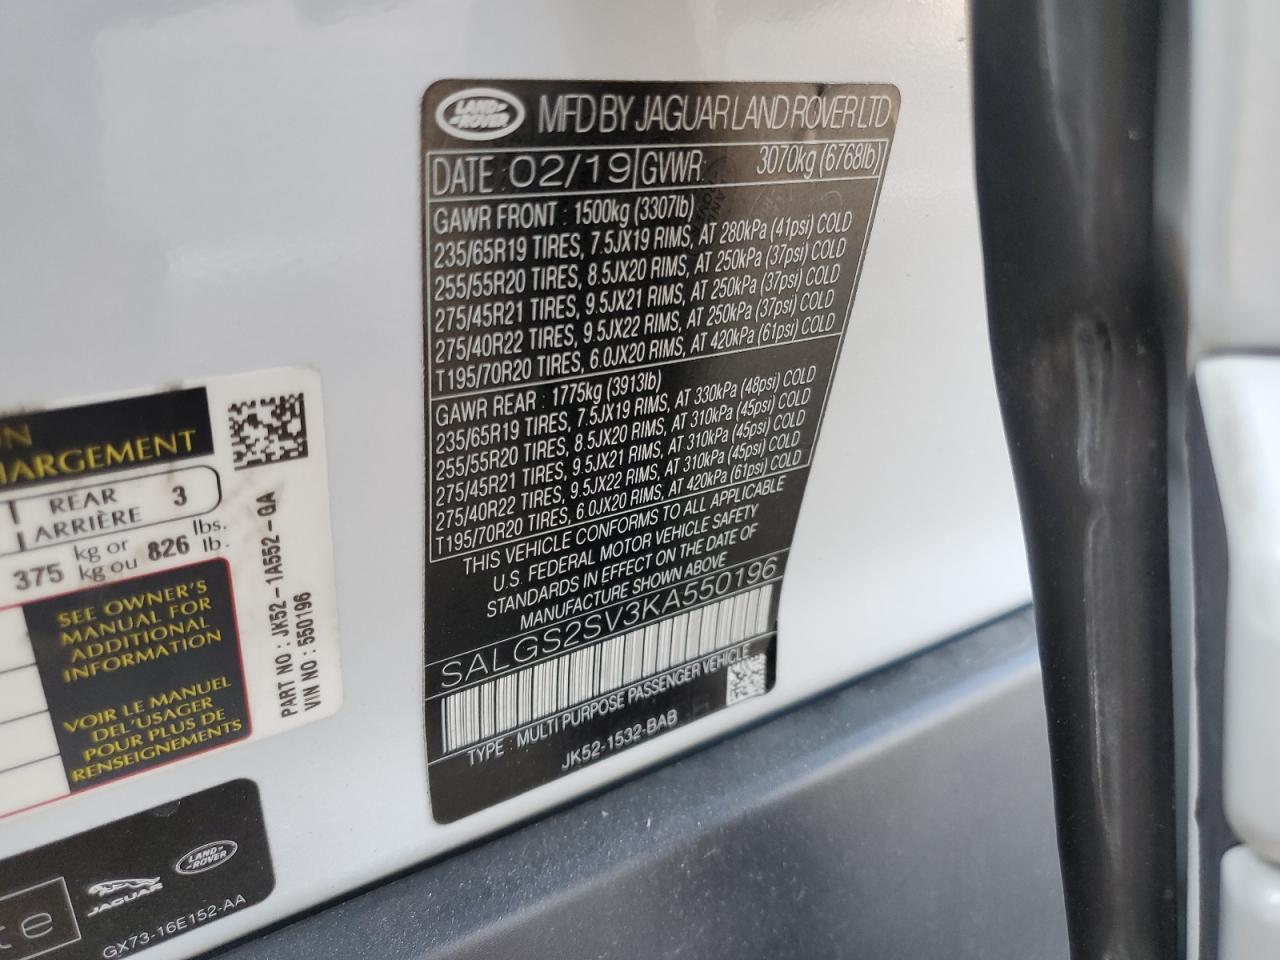 LAND ROVER
MFD BY JAGUAR LAND ROVER LTD
DATE : 02/19 GVWR: 3070kg (6768lb)
GAWR FRONT : 1500kg (3307lb)
235/65R19 TIRES, 7.5JX19 RIMS, AT 280kPa (41psi) COLD
255/55R20 TIRES, 8.5JX20 RIMS, AT 250kPa (37psi) COLD
275/45R21 TIRES, 9.5JX21 RIMS, AT 250kPa (37psi) COLD
275/40R22 TIRES, 9.5JX22 RIMS, AT 250kPa (37psi) COLD
T195/70R20 TIRES, 6.0JX20 RIMS, AT 420kPa (61psi) COLD
GAWR REAR : 1775kg (3913lb)
235/65R19 TIRES, 7.5JX19 RIMS, AT 330kPa (48psi) COLD
255/55R20 TIRES, 8.5JX20 RIMS, AT 310kPa (45psi) COLD
275/45R21 TIRES, 9.5JX21 RIMS, AT 310kPa (45psi) COLD
275/40R22 TIRES, 9.5JX22 RIMS, AT 310kPa (45psi) COLD
T195/70R20 TIRES, 6.0JX20 RIMS, AT 420kPa (61psi) COLD
THIS VEHICLE CONFORMS TO ALL APPLICABLE
U.S. FEDERAL MOTOR VEHICLE SAFETY
STANDARDS IN EFFECT ON THE DATE OF
MANUFACTURE SHOWN ABOVE
SALGS2SV3KA550196
TYPE : MULTI PURPOSE PASSENGER VEHICLE
JK52-1532-BAB
ON
HARGEMENT
REAR 3
ARRIÈRE
375 kg or 826 lbs.
kg ou lb.
SEE OWNER'S
MANUAL FOR
ADDITIONAL
INFORMATION
VOIR LE MANUEL
DEL'USAGER
POUR PLUS DE
RENSEIGNEMENTS
PART NO : JK52-1A552-GA
VIN NO : 550196
te
JAGUAR
LAND ROVER
GX73-16E152-AA